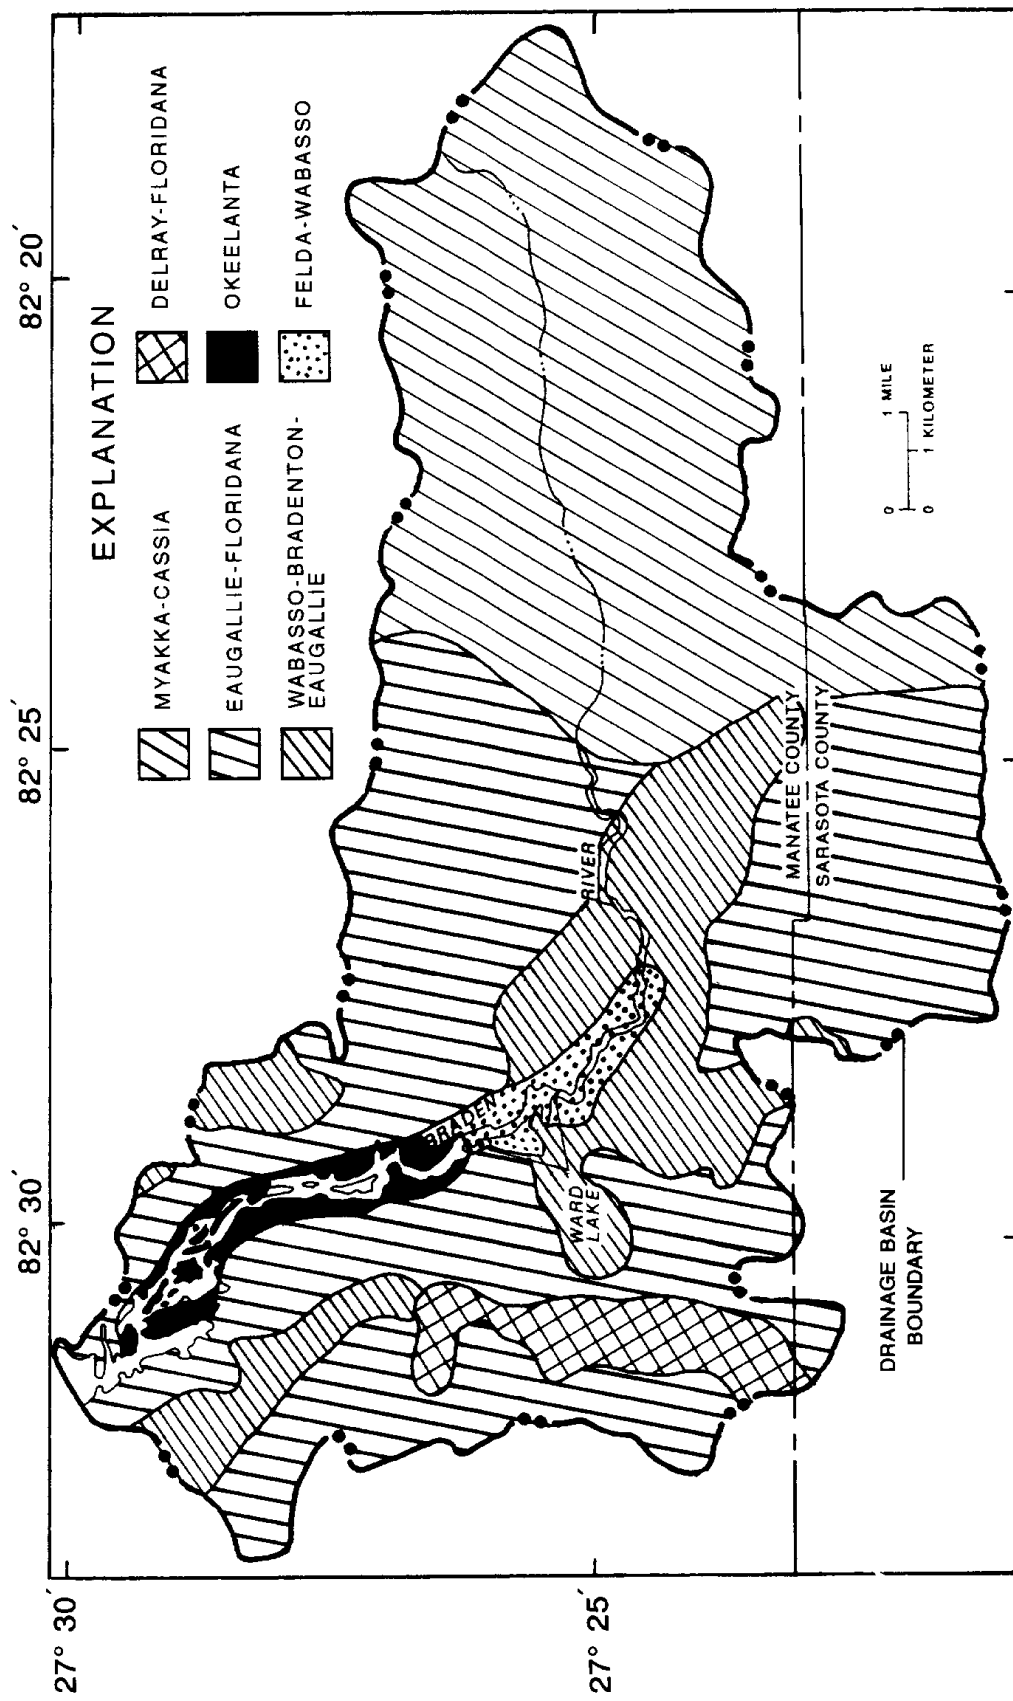 82° 30′
82° 25′
82° 20′
27° 30′
27° 25′
EXPLANATION
MYAKKA-CASSIA
DELRAY-FLORIDANA
EAUGALLIE-FLORIDANA
OKEELANTA
WABASSO-BRADENTON-
EAUGALLIE
FELDA-WABASSO
BRADEN
RIVER
WARD
LAKE
MANATEE COUNTY
SARASOTA COUNTY
0 1 MILE
0 1 KILOMETER
DRAINAGE BASIN
BOUNDARY